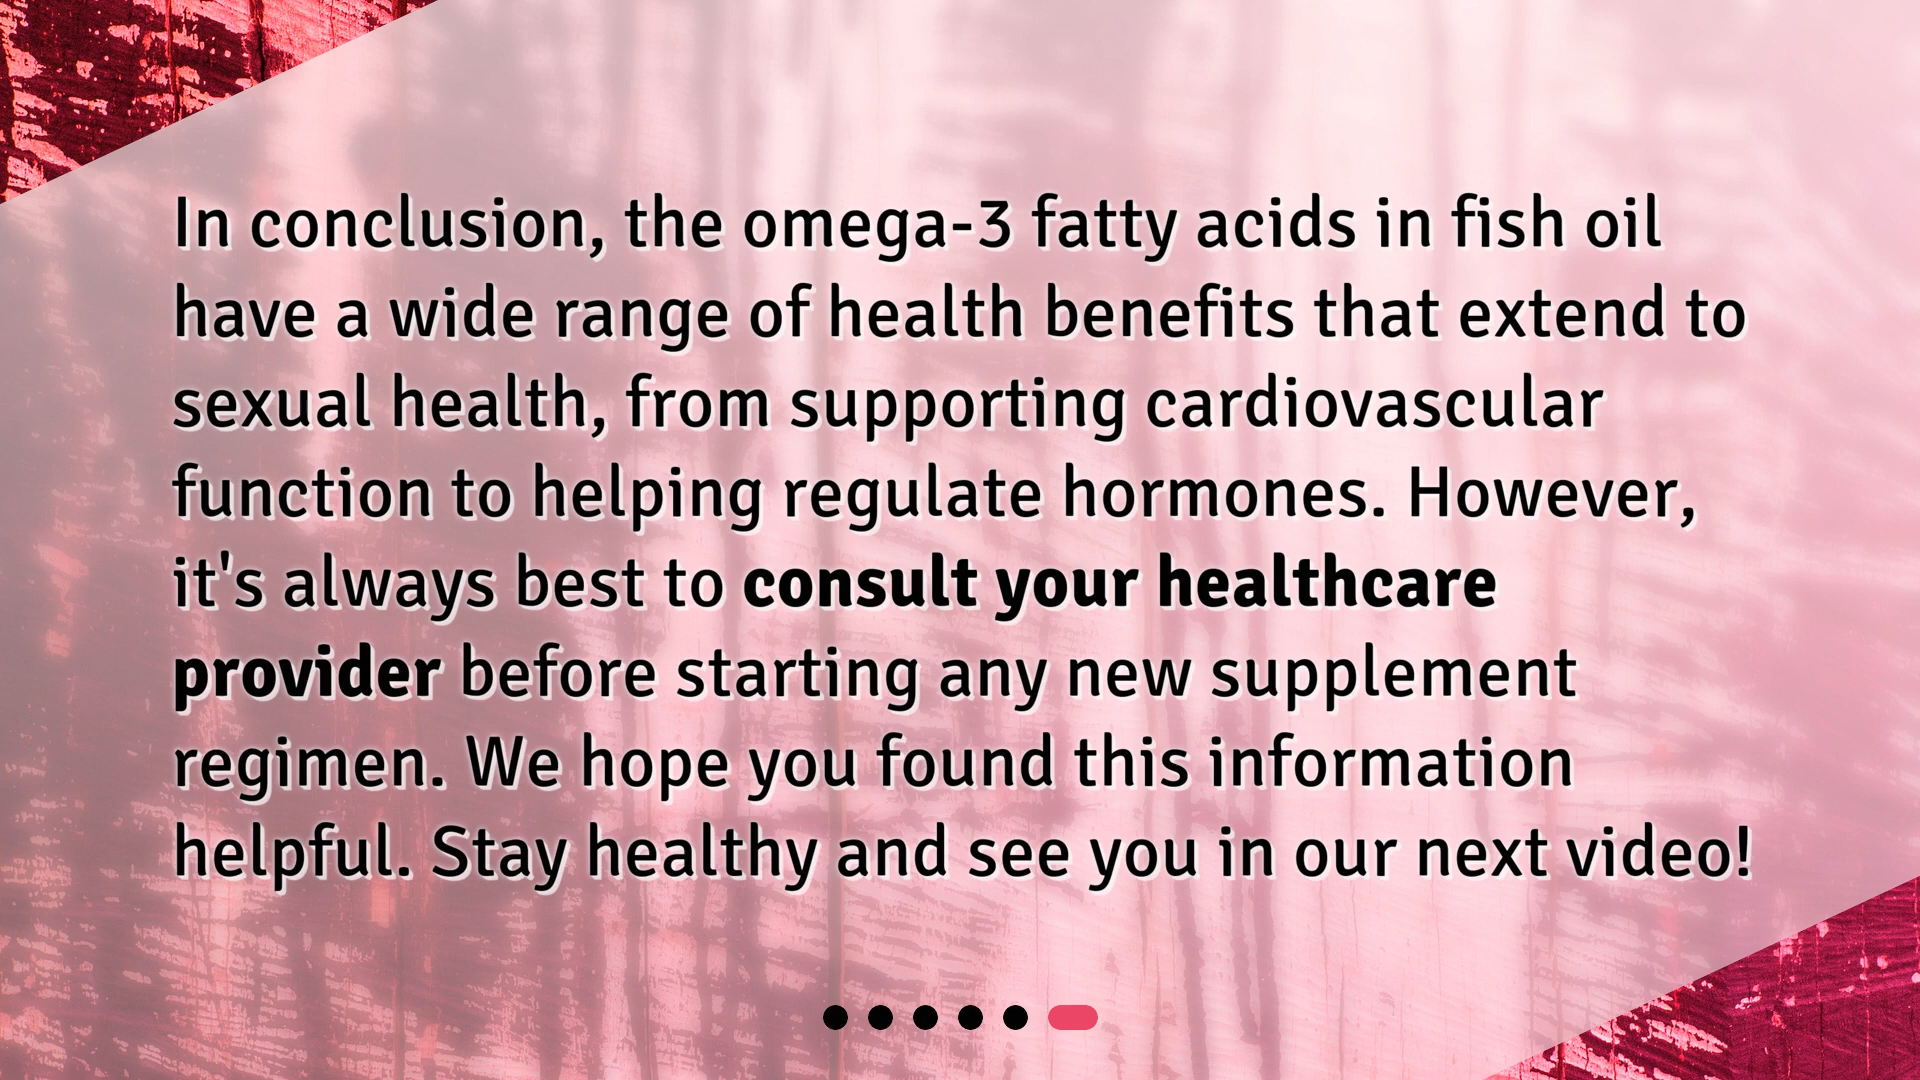 In conclusion, the omega-3 fatty acids in fish oil
have a wide range of health benefits that extend to
sexual health, from supporting cardiovascular
function to helping regulate hormones. However,
it's always best to consult your healthcare
provider before starting any new supplement
regimen. We hope you found this information
helpful. Stay healthy and see you in our next video!